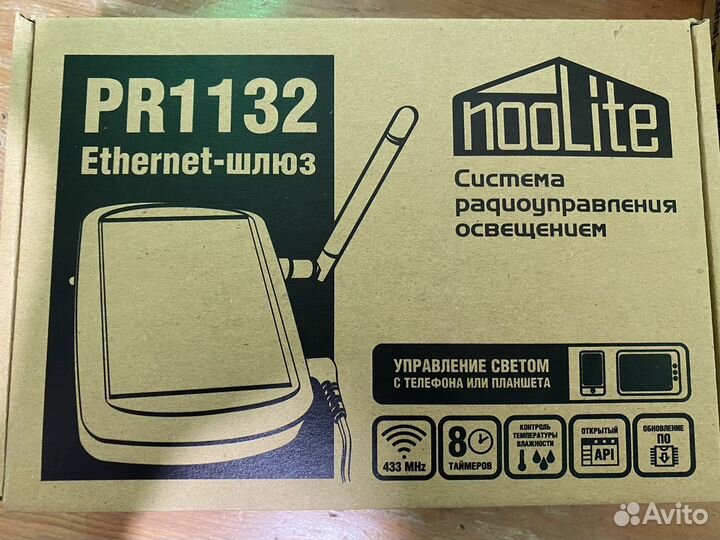 PR1132
Ethernet-шлюз
nooLite
Система
радиоуправления
освещением
УПРАВЛЕНИЕ СВЕТОМ
С ТЕЛЕФОНА ИЛИ ПЛАНШЕТА
433 MHz
8
ТАЙМЕРОВ
КОНТРОЛЬ
ТЕМПЕРАТУРЫ
ВЛАЖНОСТИ
ОТКРЫТЫЙ
API
ОБНОВЛЕНИЕ
ПО
Avito